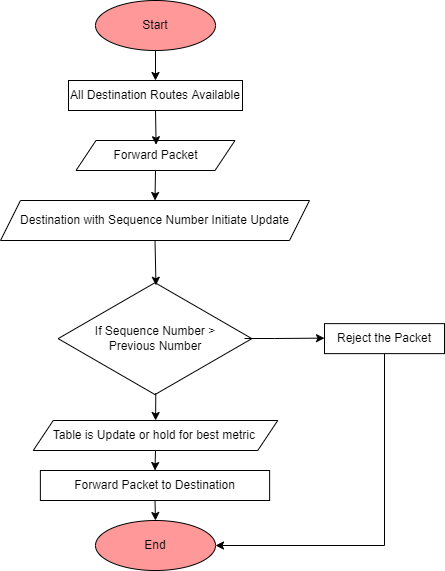 Start
All Destination Routes Available
Forward Packet
Destination with Sequence Number Initiate Update
If Sequence Number >
Previous Number
Reject the Packet
Table is Update or hold for best metric
Forward Packet to Destination
End